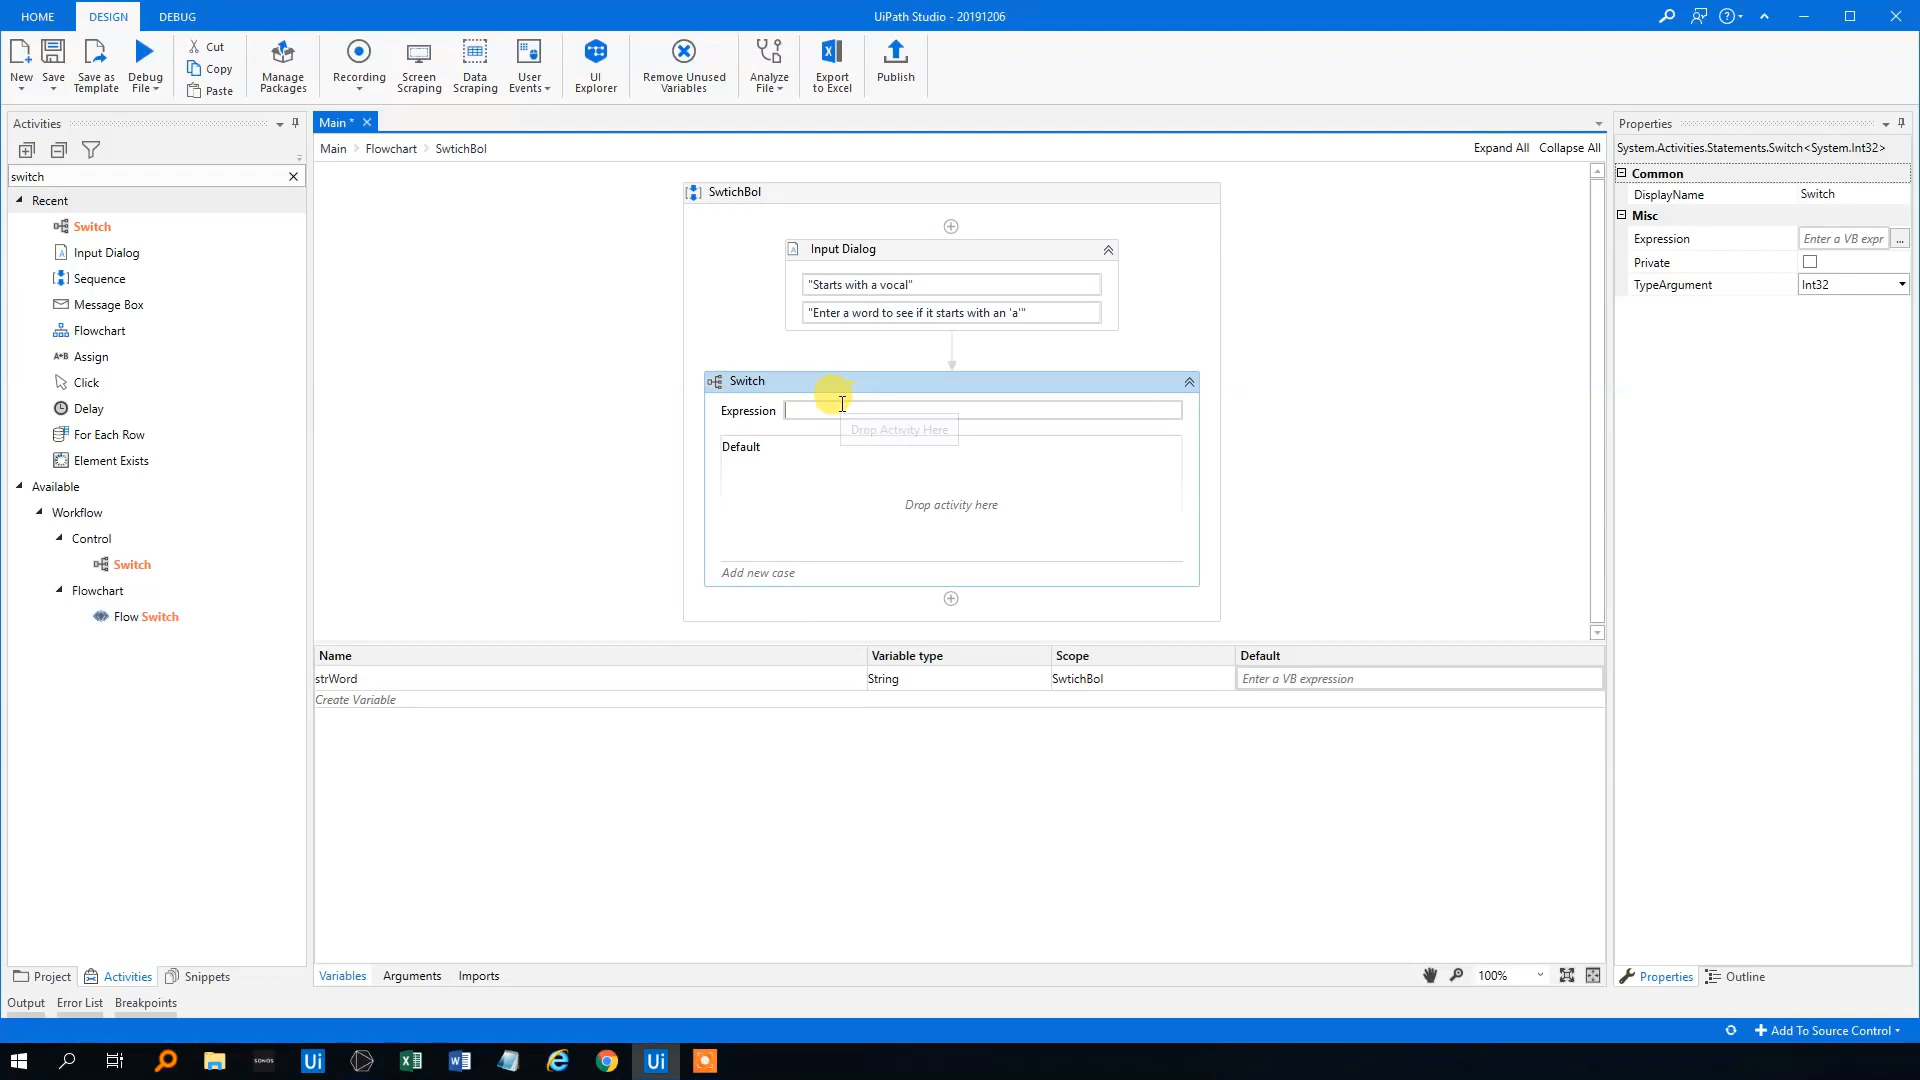 HOME DESIGN DEBUG
UiPath Studio - 20191206
New
Save
Save as Template
Debug File
Cut
Copy
Paste
Manage Packages
Recording
Screen Scraping
Data Scraping
User Events
UI Explorer
Remove Unused Variables
Analyze File
Export to Excel
Publish
Activities
switch
Recent
Switch
Input Dialog
Sequence
Message Box
Flowchart
Assign
Click
Delay
For Each Row
Element Exists
Available
Workflow
Control
Switch
Flowchart
Flow Switch
Project Activities Snippets
Output Error List Breakpoints
Main *
Main Flowchart SwtichBol
Expand All Collapse All
SwtichBol
Input Dialog
"Starts with a vocal"
"Enter a word to see if it starts with an 'a'"
Switch
Expression
Drop Activity Here
Default
Drop activity here
Add new case
Name Variable type Scope Default
strWord String SwtichBol Enter a VB expression
Create Variable
Variables Arguments Imports
100%
Properties
System.Activities.Statements.Switch<System.Int32>
Common
DisplayName Switch
Misc
Expression Enter a VB expr ...
Private
TypeArgument Int32
Properties Outline
Add To Source Control
SONOS
Ui
Ui